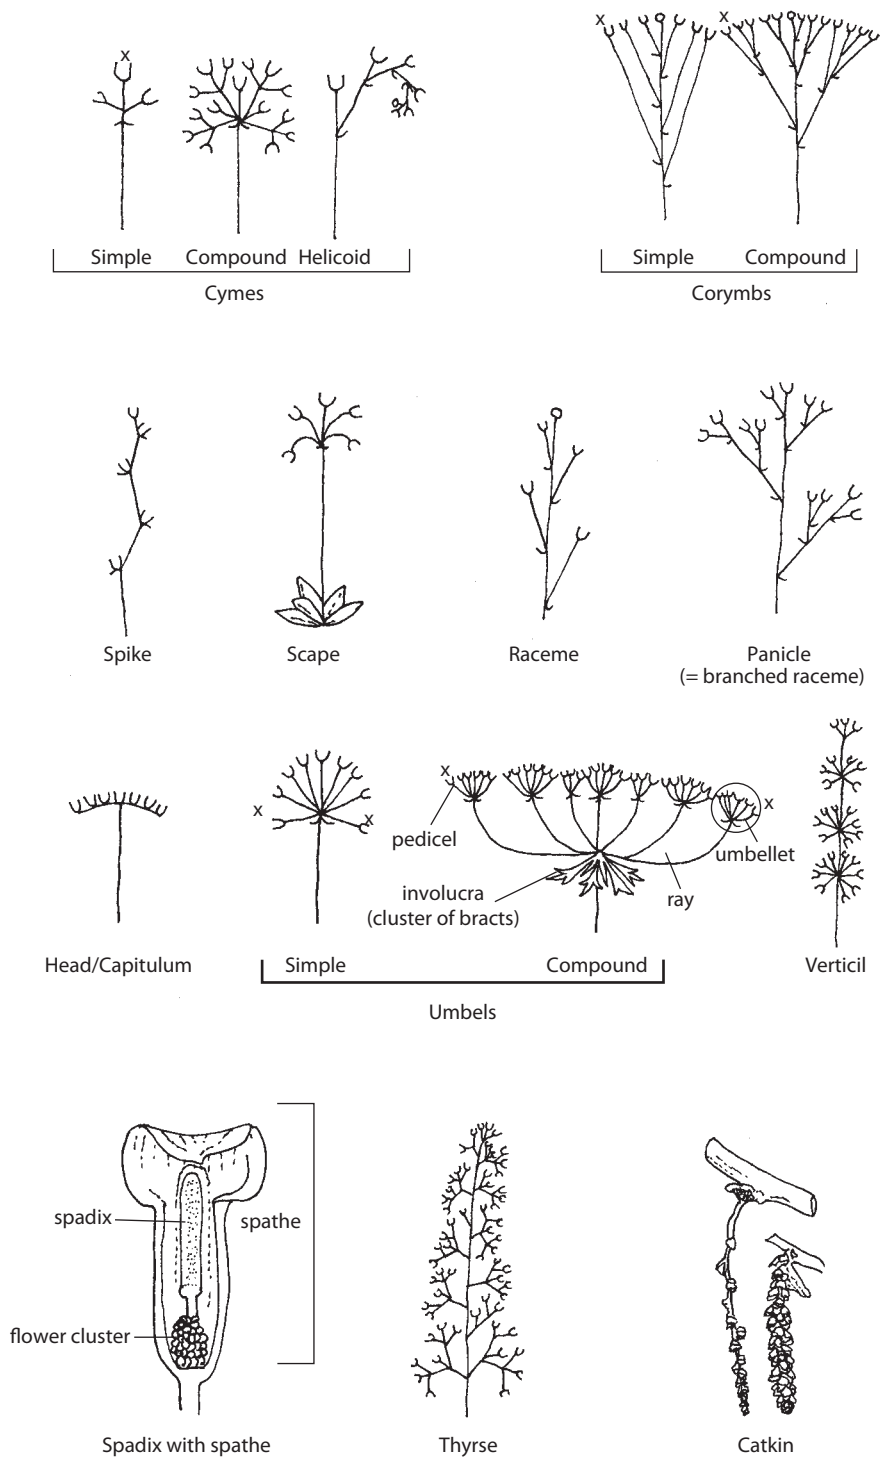 x
x
x
Simple
Compound
Helicoid
Simple
Compound
Cymes
Corymbs
Spike
Scape
Raceme
Panicle
(= branched raceme)
x
x
x
x
pedicel
umbellet
involucra
(cluster of bracts)
ray
Head/Capitulum
Simple
Compound
Verticil
Umbels
spadix
spathe
flower cluster
Spadix with spathe
Thyrse
Catkin